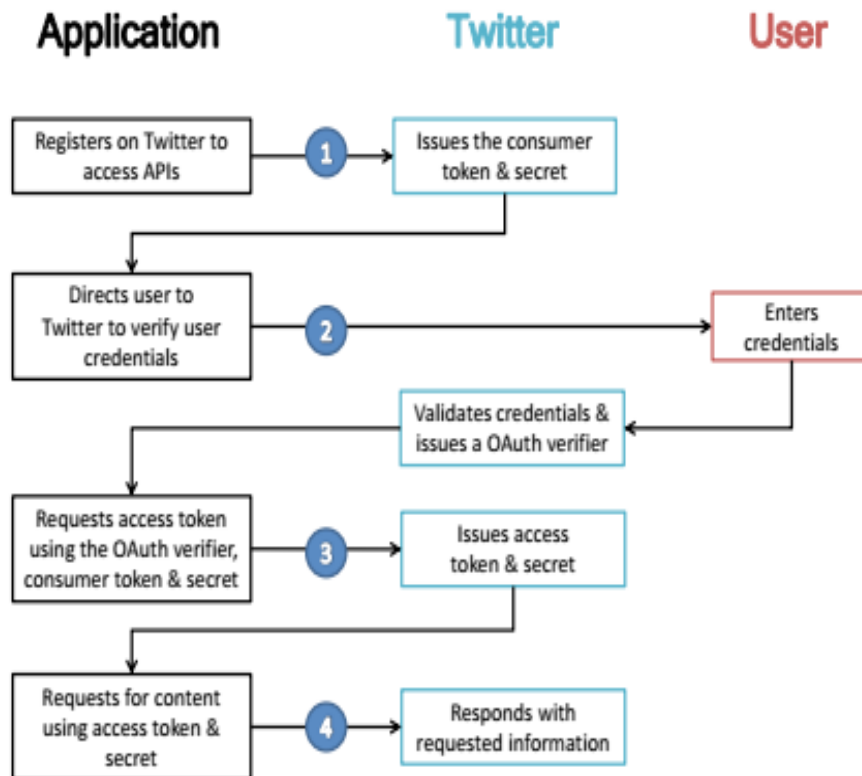 Application
Twitter
User
Registers on Twitter to
access APIs
1
Issues the consumer
token & secret
Directs user to
Twitter to verify user
credentials
2
Enters
credentials
Validates credentials &
issues a OAuth verifier
Requests access token
using the OAuth verifier,
consumer token & secret
3
Issues access
token & secret
Requests for content
using access token &
secret
4
Responds with
requested information